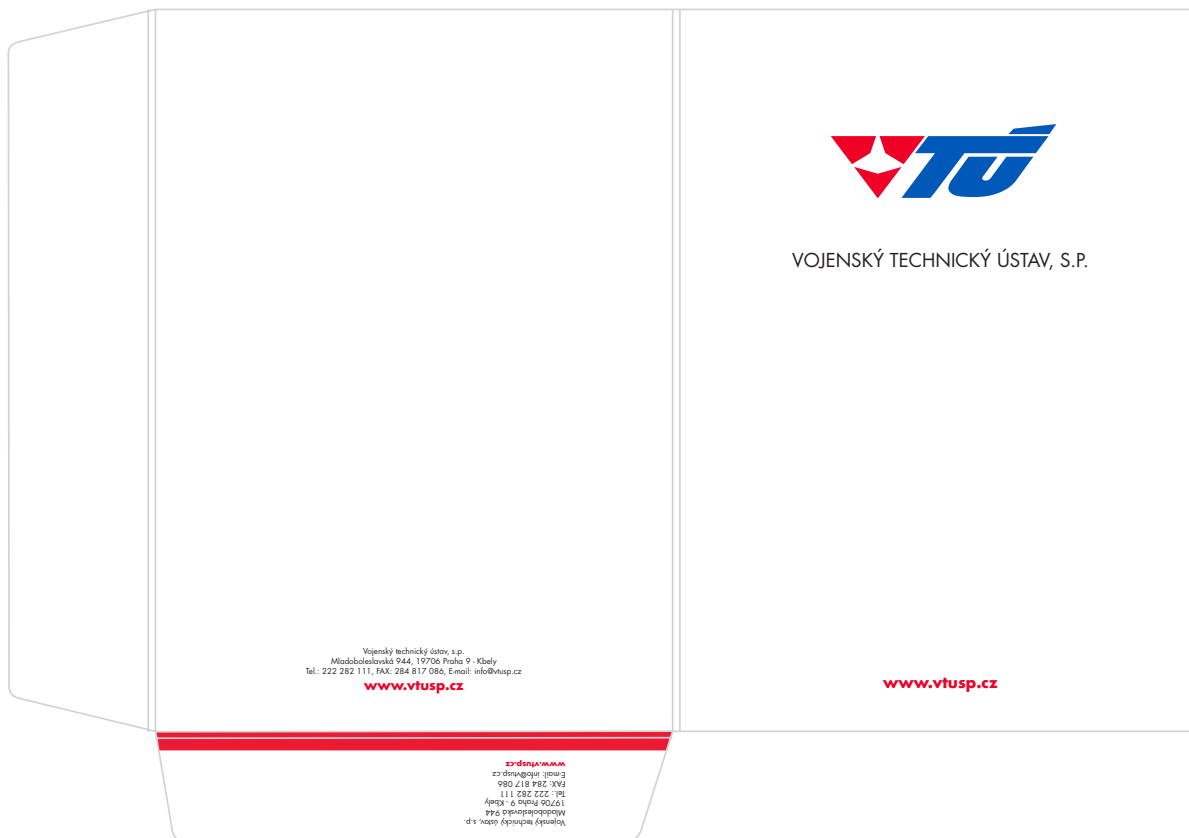 VTÚ
VOJENSKÝ TECHNICKÝ ÚSTAV, S.P.
www.vtusp.cz
Vojenský technický ústav, s.p.
Mladoboleslavská 944, 19706 Praha 9 - Kbely
Tel.: 222 282 111, FAX: 284 817 086, E-mail: info@vtusp.cz
www.vtusp.cz
Vojenský technický ústav, s.p.
Mladoboleslavská 944
19706 Praha 9 - Kbely
Tel.: 222 282 111
FAX: 284 817 086
E-mail: info@vtusp.cz
www.vtusp.cz